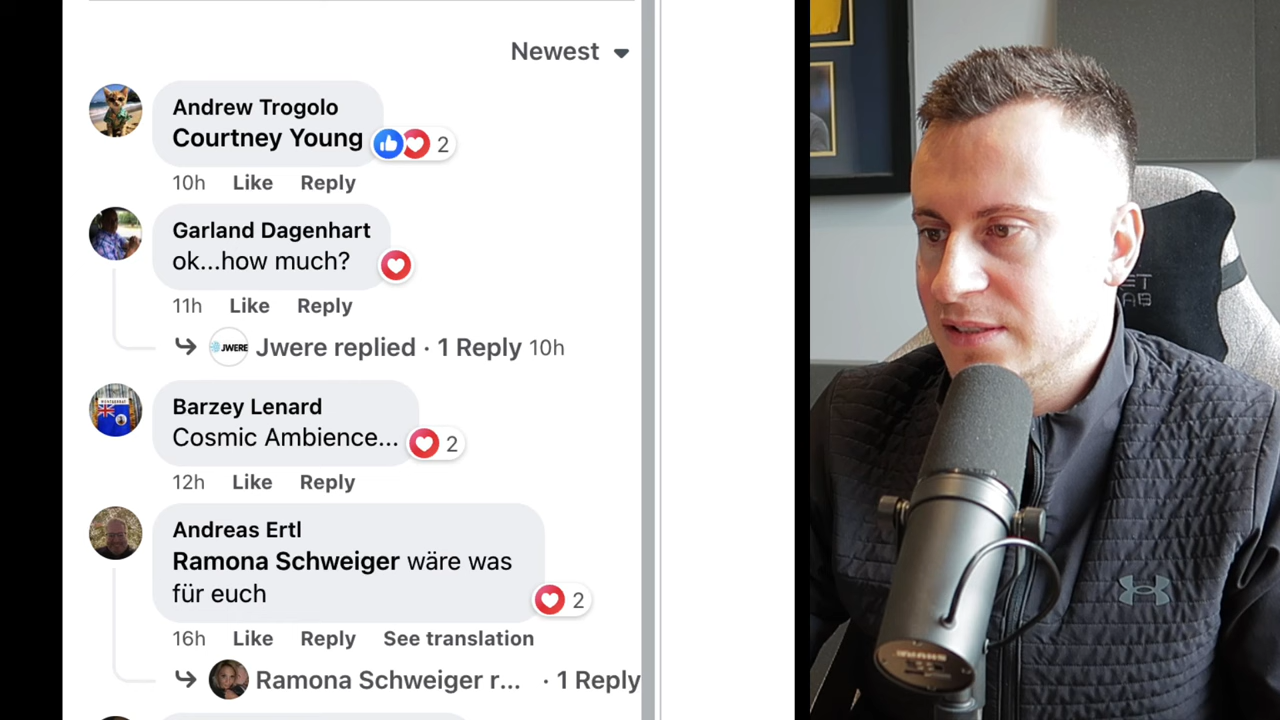 Newest
Andrew Trogolo
Courtney Young
2
10h Like Reply
Garland Dagenhart
ok...how much?
11h Like Reply
JWERE Jwere replied · 1 Reply 10h
Barzey Lenard
Cosmic Ambience...
2
12h Like Reply
Andreas Ertl
Ramona Schweiger wäre was
für euch
2
16h Like Reply See translation
Ramona Schweiger r... · 1 Reply
SHURE